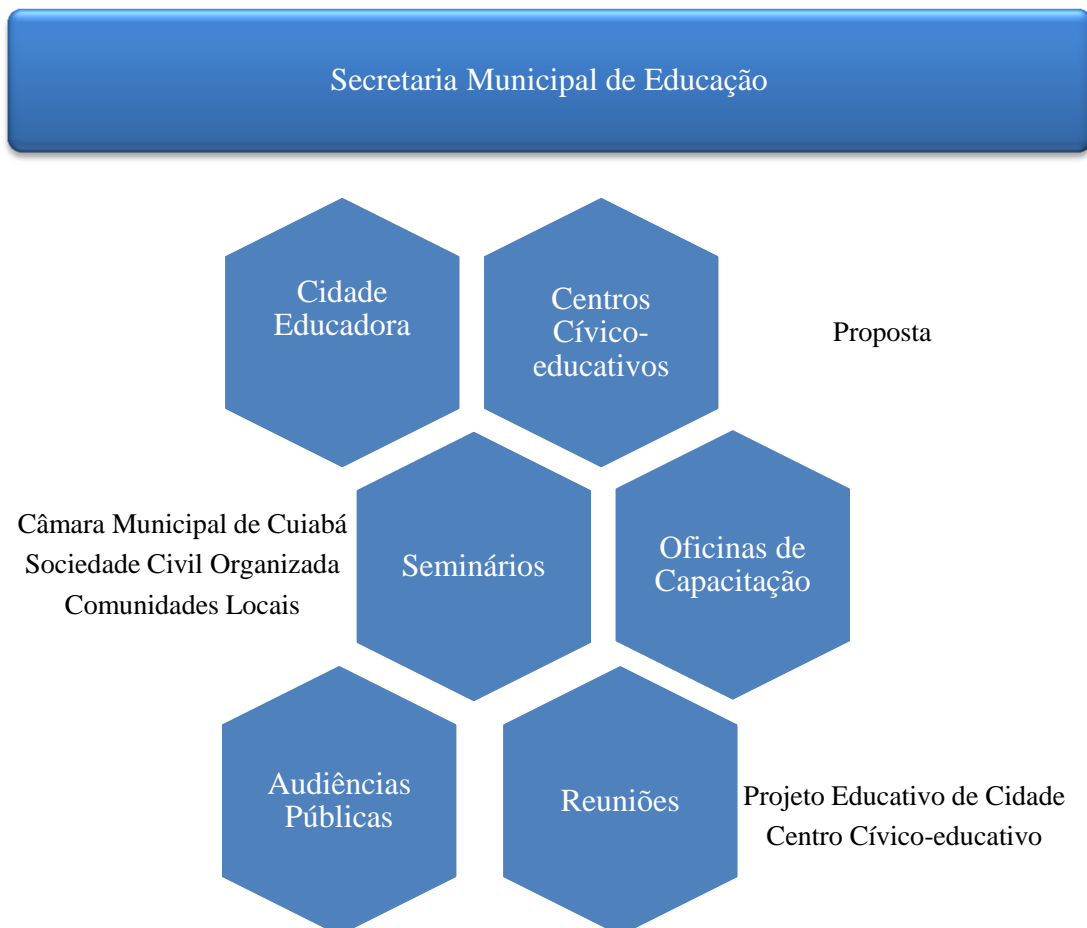 Secretaria Municipal de Educação
Cidade
Educadora
Centros
Cívico-
educativos
Proposta
Câmara Municipal de Cuiabá
Sociedade Civil Organizada
Comunidades Locais
Seminários
Oficinas de
Capacitação
Audiências
Públicas
Reuniões
Projeto Educativo de Cidade
Centro Cívico-educativo